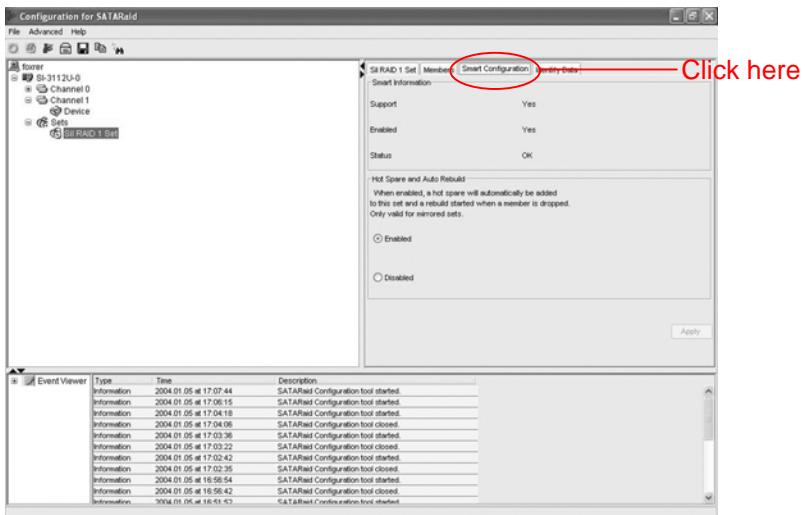 Configuration for SATARaid
File Advanced Help
foxrer
SI-3112U-0
Channel 0
Channel 1
Device
Sets
Sil RAID 1 Set
Sil RAID 1 Set Members Smart Configuration Identify Data
Click here
Smart Information
Support Yes
Enabled Yes
Status OK
Hot Spare and Auto Rebuild
When enabled, a hot spare will automatically be added
to this set and a rebuild started when a member is dropped.
Only valid for mirrored sets.
Enabled
Disabled
Apply
Event Viewer
Type Time Description
Information 2004.01.05 at 17:07:44 SATARaid Configuration tool started.
Information 2004.01.05 at 17:06:15 SATARaid Configuration tool started.
Information 2004.01.05 at 17:04:18 SATARaid Configuration tool started.
Information 2004.01.05 at 17:04:06 SATARaid Configuration tool closed.
Information 2004.01.05 at 17:03:36 SATARaid Configuration tool started.
Information 2004.01.05 at 17:03:22 SATARaid Configuration tool closed.
Information 2004.01.05 at 17:02:42 SATARaid Configuration tool started.
Information 2004.01.05 at 17:02:35 SATARaid Configuration tool closed.
Information 2004.01.05 at 16:56:54 SATARaid Configuration tool started.
Information 2004.01.05 at 16:56:42 SATARaid Configuration tool closed.
Information 2004.01.05 at 16:51:52 SATARaid Configuration tool started.